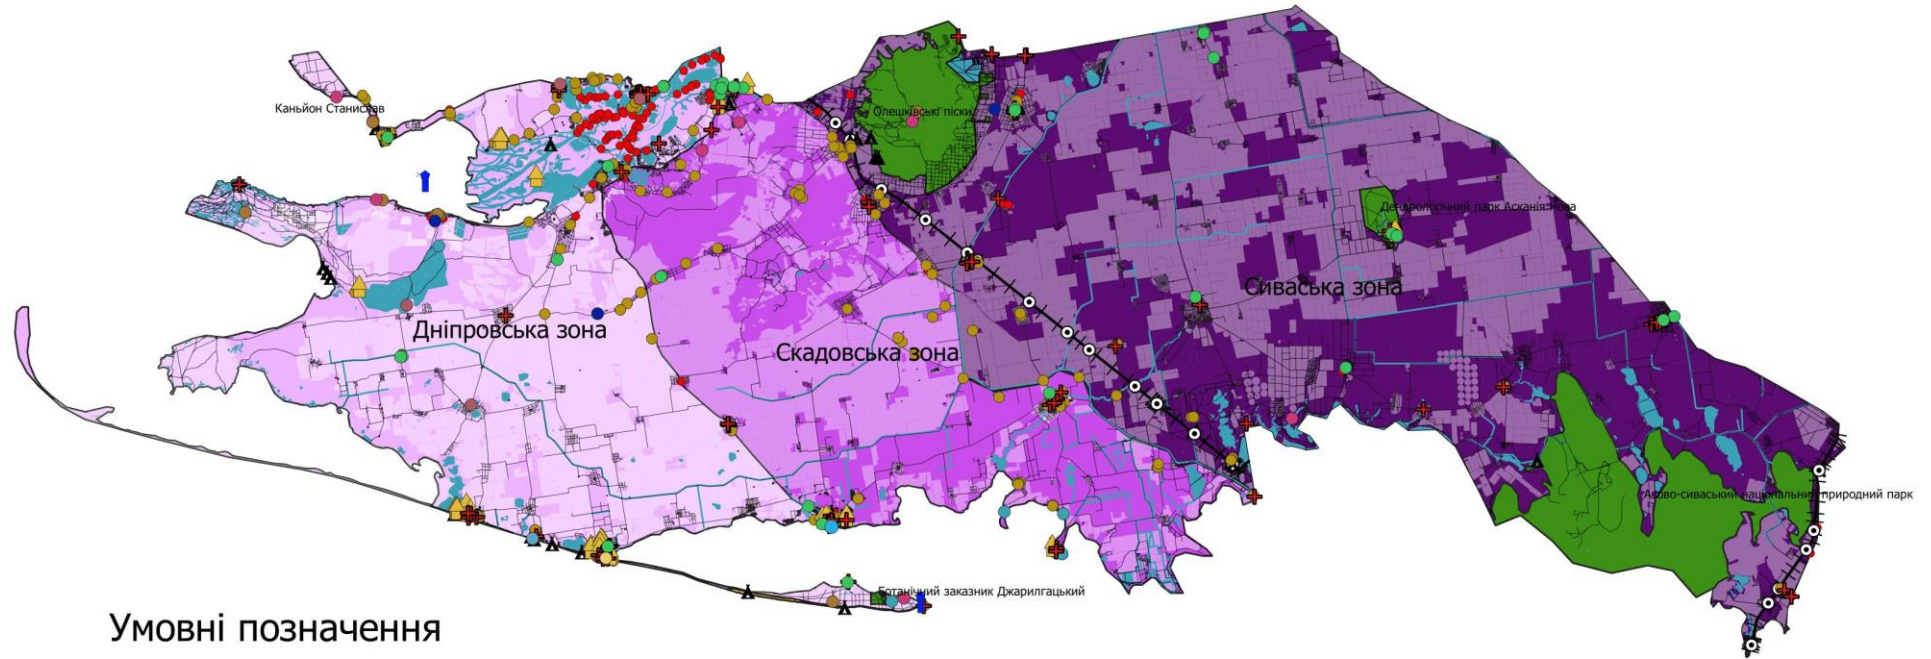 Каньйон Станислав
Олешківські піски
Дендрологічний парк Асканія Нова
Сиваська зона
Дніпровська зона
Скадовська зона
Азово-сиваський національний природний парк
Ботанічний заказник Джарилгацький
Умовні позначення